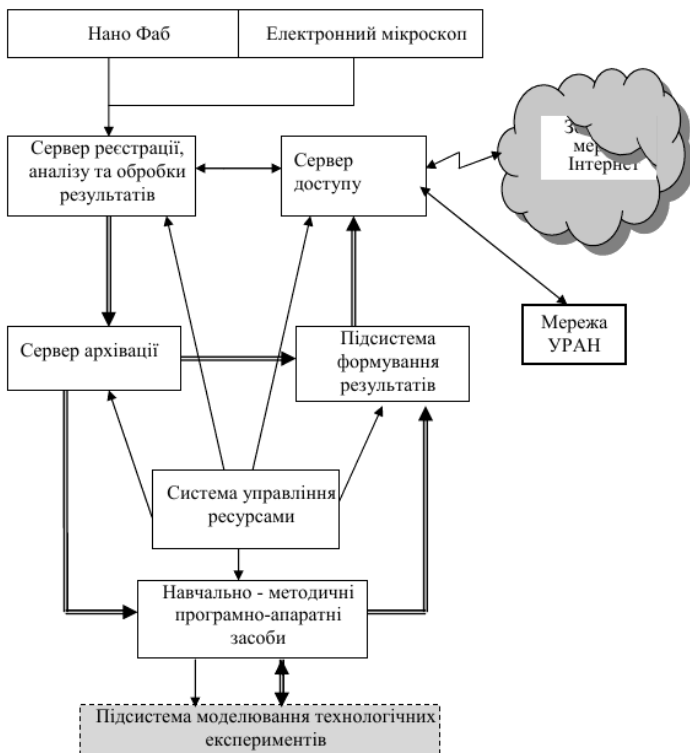 Нано Фаб
Електронний мікроскоп
Сервер реєстрації,
аналізу та обробки
результатів
Сервер
доступу
Інтернет
Мережа
УРАН
Сервер архівації
Підсистема
формування
результатів
Система управління
ресурсами
Навчально - методичні
програмно-апаратні
засоби
Підсистема моделювання технологічних
експериментів